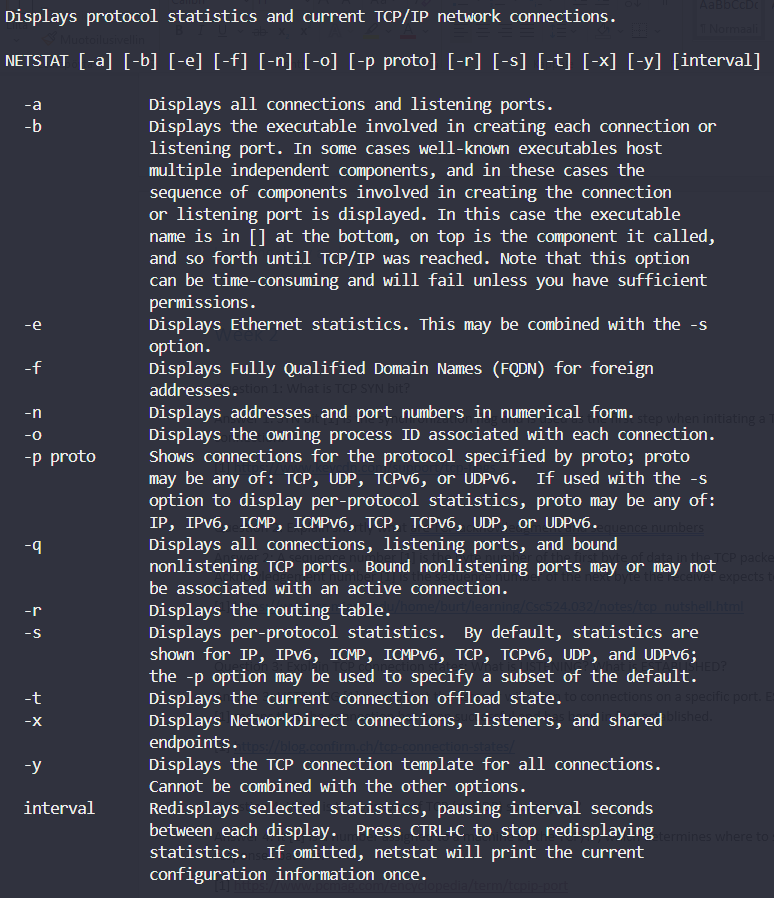 Displays protocol statistics and current TCP/IP network connections.
NETSTAT [-a] [-b] [-e] [-f] [-n] [-o] [-p proto] [-r] [-s] [-t] [-x] [-y] [interval]
-a Displays all connections and listening ports.
-b Displays the executable involved in creating each connection or
listening port. In some cases well-known executables host
multiple independent components, and in these cases the
sequence of components involved in creating the connection
or listening port is displayed. In this case the executable
name is in [] at the bottom, on top is the component it called,
and so forth until TCP/IP was reached. Note that this option
can be time-consuming and will fail unless you have sufficient
permissions.
-e Displays Ethernet statistics. This may be combined with the -s
option.
-f Displays Fully Qualified Domain Names (FQDN) for foreign
addresses.
-n Displays addresses and port numbers in numerical form.
-o Displays the owning process ID associated with each connection.
-p proto Shows connections for the protocol specified by proto; proto
may be any of: TCP, UDP, TCPv6, or UDPv6.  If used with the -s
option to display per-protocol statistics, proto may be any of:
IP, IPv6, ICMP, ICMPv6, TCP, TCPv6, UDP, or UDPv6.
-q Displays all connections, listening ports, and bound
nonlistening TCP ports. Bound nonlistening ports may or may not
be associated with an active connection.
-r Displays the routing table.
-s Displays per-protocol statistics.  By default, statistics are
shown for IP, IPv6, ICMP, ICMPv6, TCP, TCPv6, UDP, and UDPv6;
the -p option may be used to specify a subset of the default.
-t Displays the current connection offload state.
-x Displays NetworkDirect connections, listeners, and shared
endpoints.
-y Displays the TCP connection template for all connections.
Cannot be combined with the other options.
interval Redisplays selected statistics, pausing interval seconds
between each display.  Press CTRL+C to stop redisplaying
statistics.  If omitted, netstat will print the current
configuration information once.